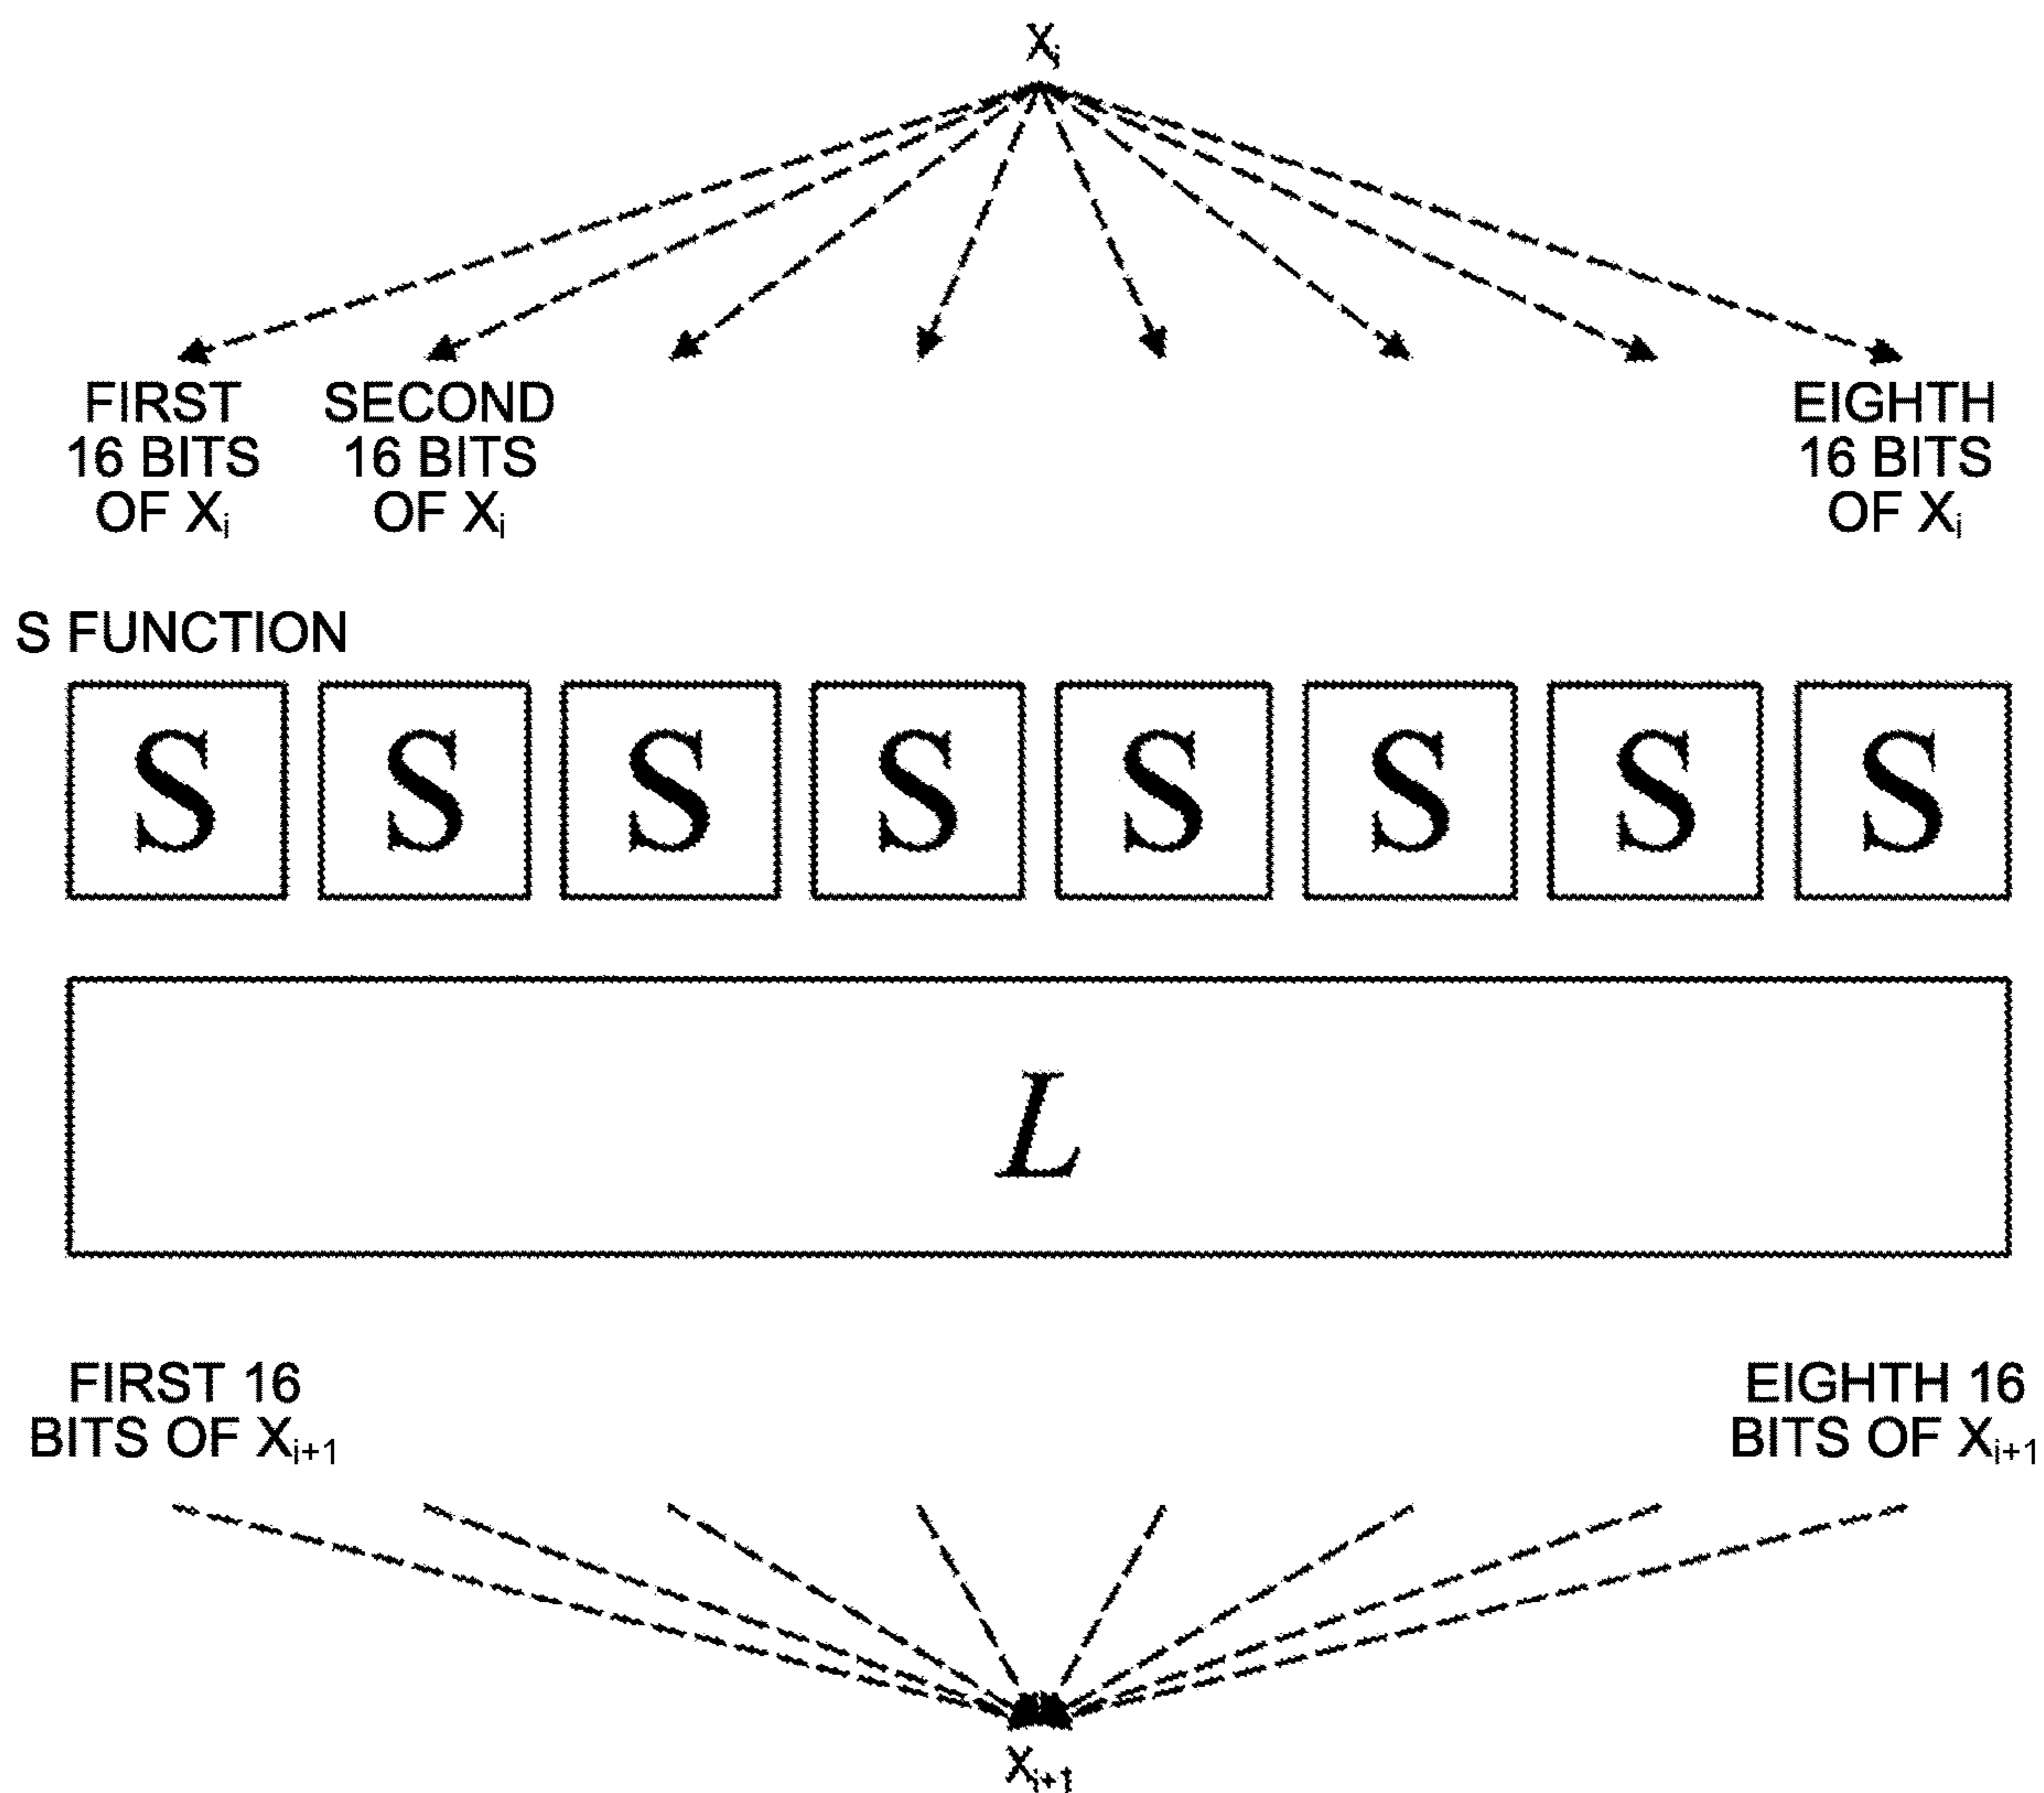 Xᵢ
FIRST
16 BITS
OF Xᵢ
SECOND
16 BITS
OF Xᵢ
EIGHTH
16 BITS
OF Xᵢ
S FUNCTION
S S S S S S S S
L
FIRST 16
BITS OF Xᵢ₊₁
EIGHTH 16
BITS OF Xᵢ₊₁
Xᵢ₊₁